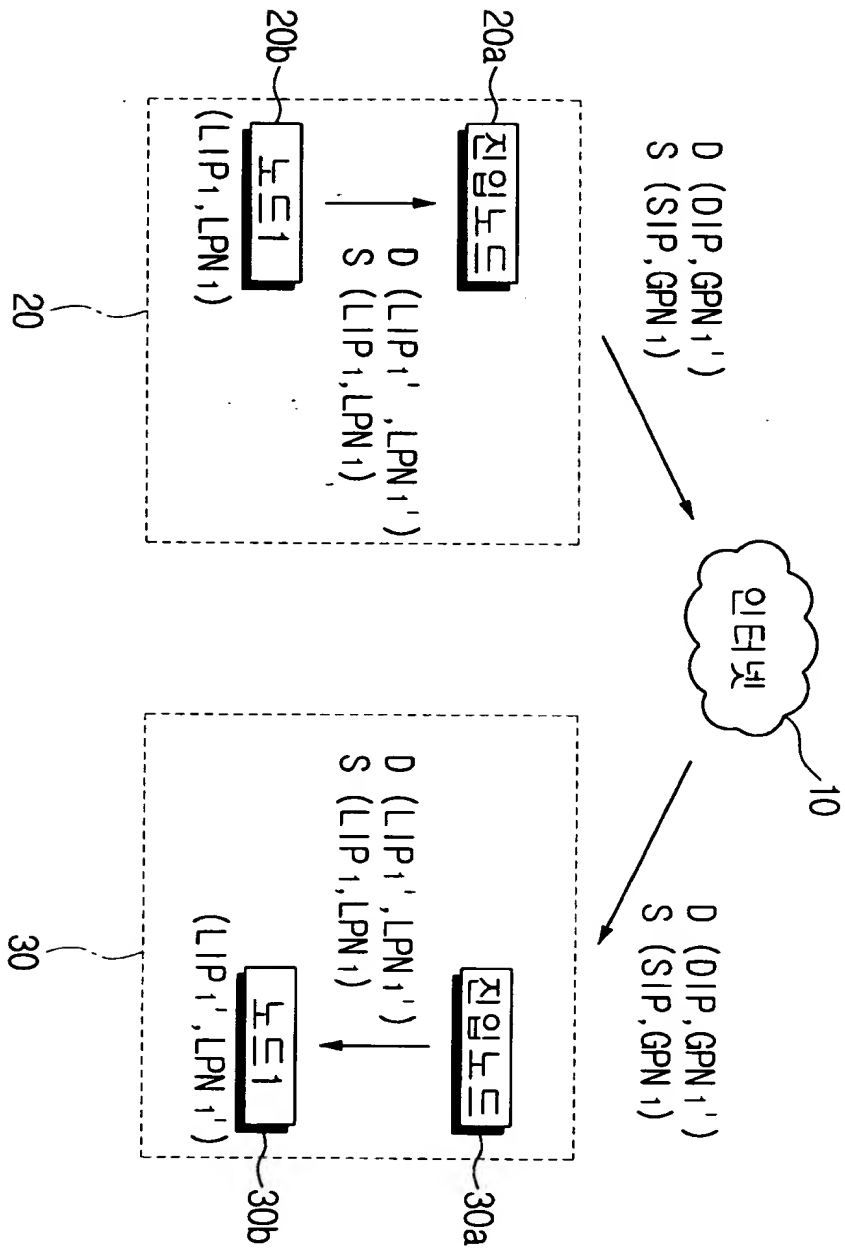 인터넷
10
D (DIP,GPN₁')
S (SIP,GPN₁)
D (DIP,GPN₁')
S (SIP,GPN₁)
20a
진입노드
D (LIP₁' ,LPN₁')
S (LIP₁,LPN₁)
20b
노드1
(LIP₁,LPN₁)
20
진입노드
30a
D (LIP₁',LPN₁')
S (LIP₁,LPN₁)
노드1
30b
(LIP₁',LPN₁')
30